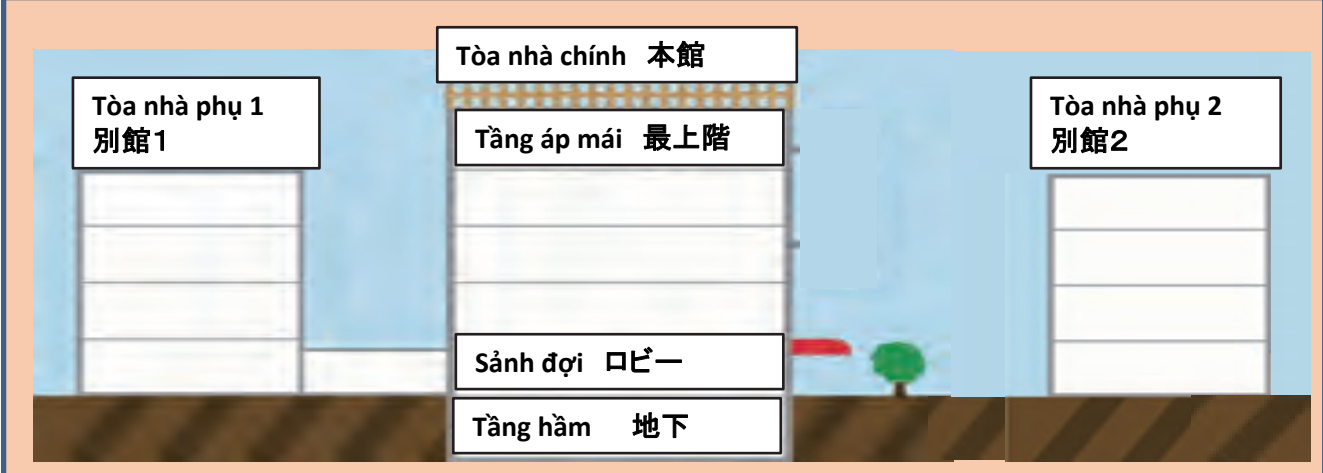 Tòa nhà chính 本館
Tòa nhà phụ 1
別館１
Tòa nhà phụ 2
別館２
Tầng áp mái 最上階
Sảnh đợi ロビー
Tầng hầm 地下